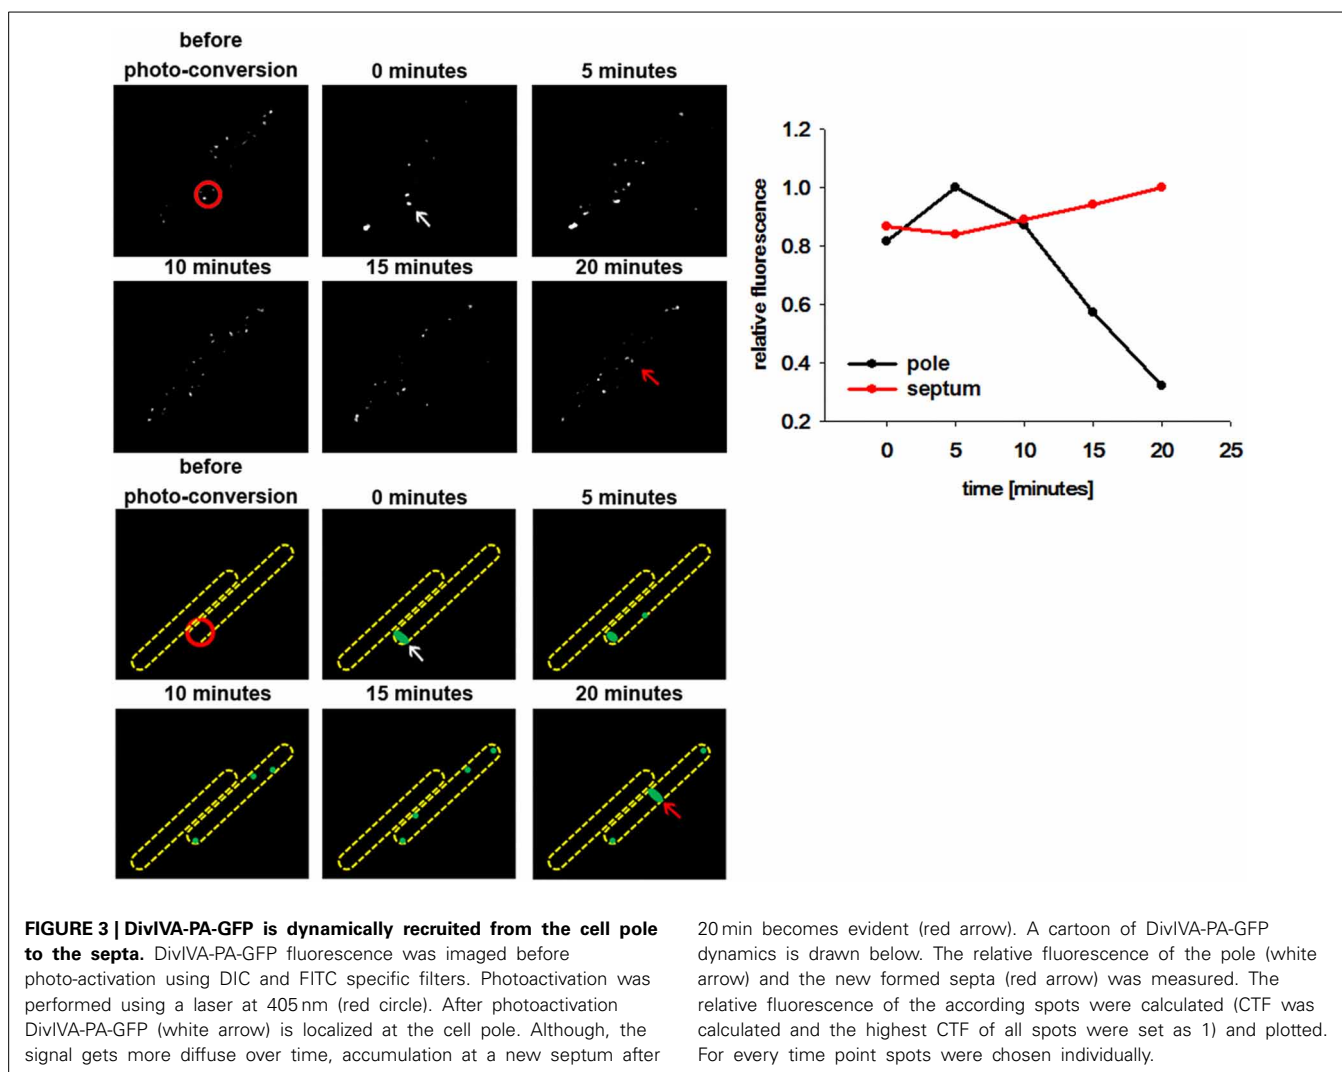 before
photo-conversion
0 minutes
5 minutes
10 minutes
15 minutes
20 minutes
before
photo-conversion
0 minutes
5 minutes
10 minutes
15 minutes
20 minutes
1.2
1.0
0.8
0.6
0.4
0.2
relative fluorescence
pole
septum
0 5 10 15 20 25
time [minutes]
FIGURE 3 | DivIVA-PA-GFP is dynamically recruited from the cell pole
to the septa. DivIVA-PA-GFP fluorescence was imaged before
photo-activation using DIC and FITC specific filters. Photoactivation was
performed using a laser at 405 nm (red circle). After photoactivation
DivIVA-PA-GFP (white arrow) is localized at the cell pole. Although, the
signal gets more diffuse over time, accumulation at a new septum after
20 min becomes evident (red arrow). A cartoon of DivIVA-PA-GFP
dynamics is drawn below. The relative fluorescence of the pole (white
arrow) and the new formed septa (red arrow) was measured. The
relative fluorescence of the according spots were calculated (CTF was
calculated and the highest CTF of all spots were set as 1) and plotted.
For every time point spots were chosen individually.